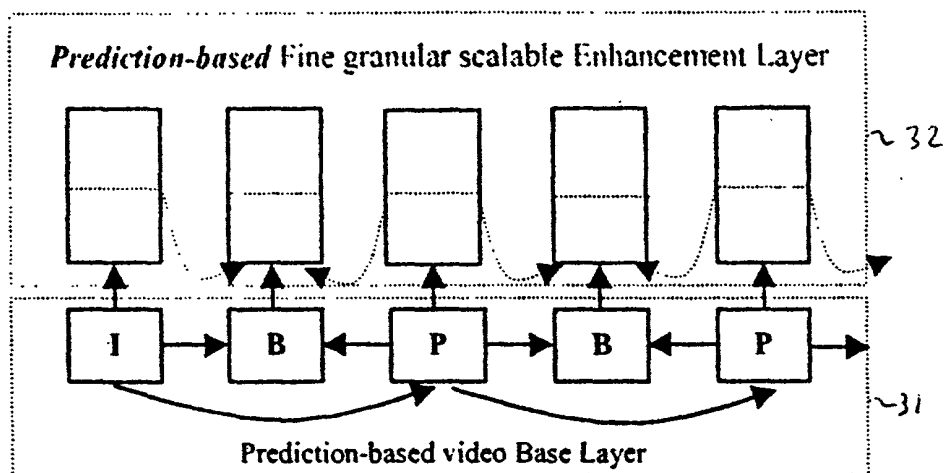 Prediction-based Fine granular scalable Enhancement Layer
~32
I B P B P
~31
Prediction-based video Base Layer